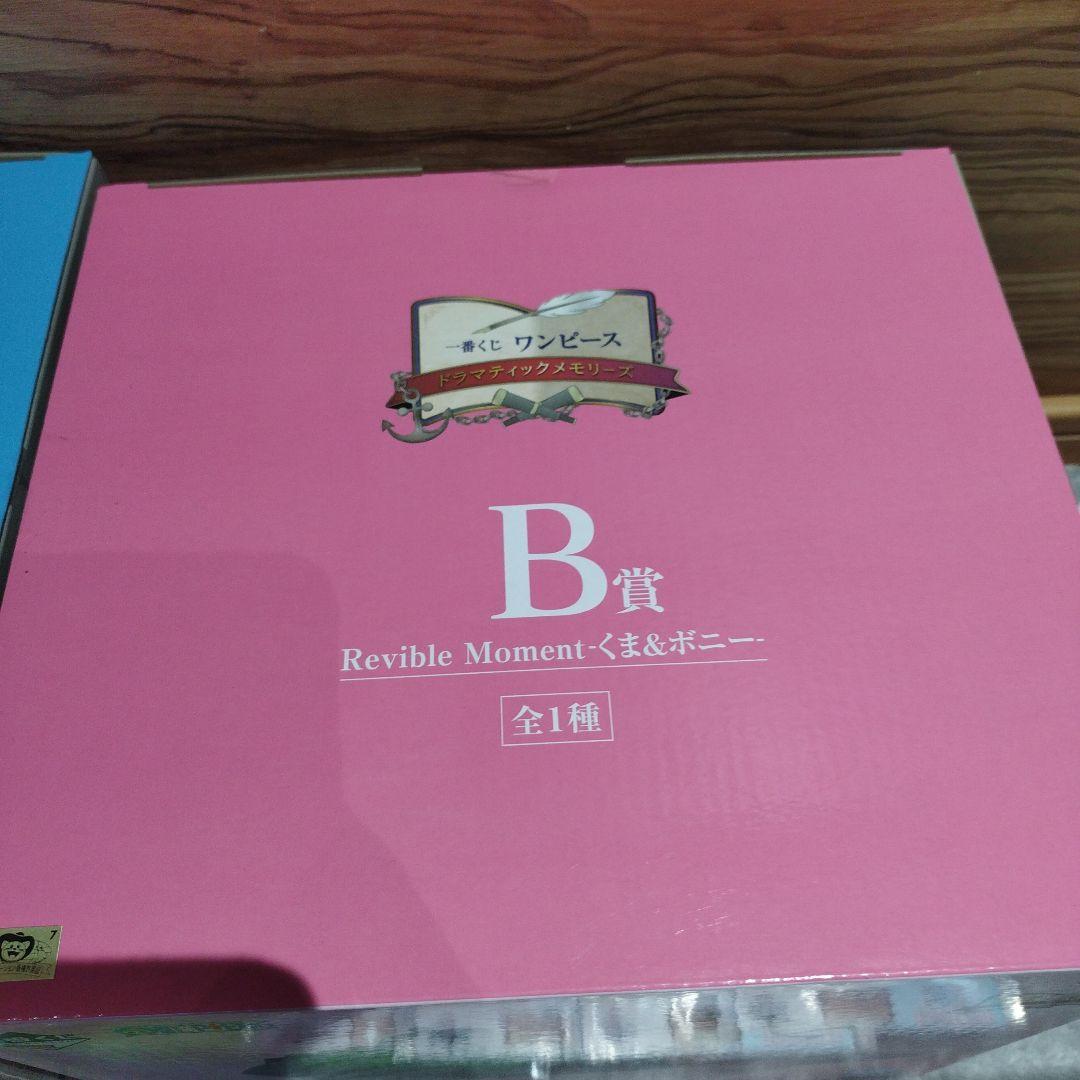 一番くじ ワンピース
ドラマティックメモリーズ
B賞
Revible Moment-くま&ボニー-
全1種
7